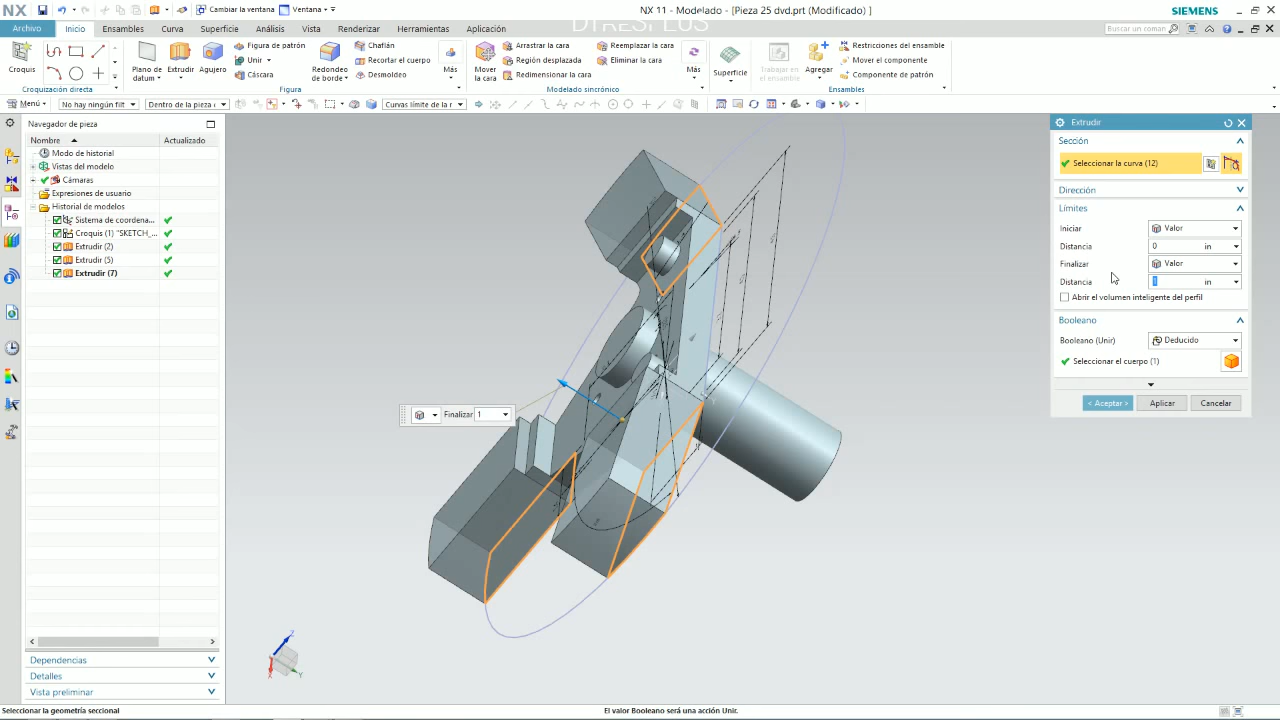 NX
Cambiar la ventana
Ventana
NX 11 - Modelado - [Pieza 25 dvd.prt (Modificado) ]
SIEMENS
DTRESPLUS
Archivo
Inicio
Ensambles
Curva
Superficie
Análisis
Vista
Renderizar
Herramientas
Aplicación
Buscar un coman
Croquis
Plano de datum
Extrudir
Agujero
Figura de patrón
Unir
Cáscara
Redondeo de borde
Chaflán
Recortar el cuerpo
Desmoldeo
Más
Mover la cara
Arrastrar la cara
Región desplazada
Redimensionar la cara
Reemplazar la cara
Eliminar la cara
Más
Superficie
Trabajar en el ensamble
Agregar
Restricciones del ensamble
Mover el componente
Componente de patrón
Croquización directa
Figura
Modelado sincrónico
Ensambles
Menú
No hay ningún filt
Dentro de la pieza
Curvas límite de la r
Navegador de pieza
Nombre
Actualizado
Modo de historial
Vistas del modelo
Cámaras
Expresiones de usuario
Historial de modelos
Sistema de coordena...
Croquis (1) "SKETCH_...
Extrudir (2)
Extrudir (5)
Extrudir (7)
Dependencias
Detalles
Vista preliminar
Finalizar 1
Z
X
Y
Extrudir
Sección
Seleccionar la curva (12)
Dirección
Límites
Iniciar
Valor
Distancia
0 in
Finalizar
Valor
Distancia
1 in
Abrir el volumen inteligente del perfil
Booleano
Booleano (Unir)
Deducido
Seleccionar el cuerpo (1)
< Aceptar >
Aplicar
Cancelar
Seleccionar la geometría seccional
El valor Booleano será una acción Unir.